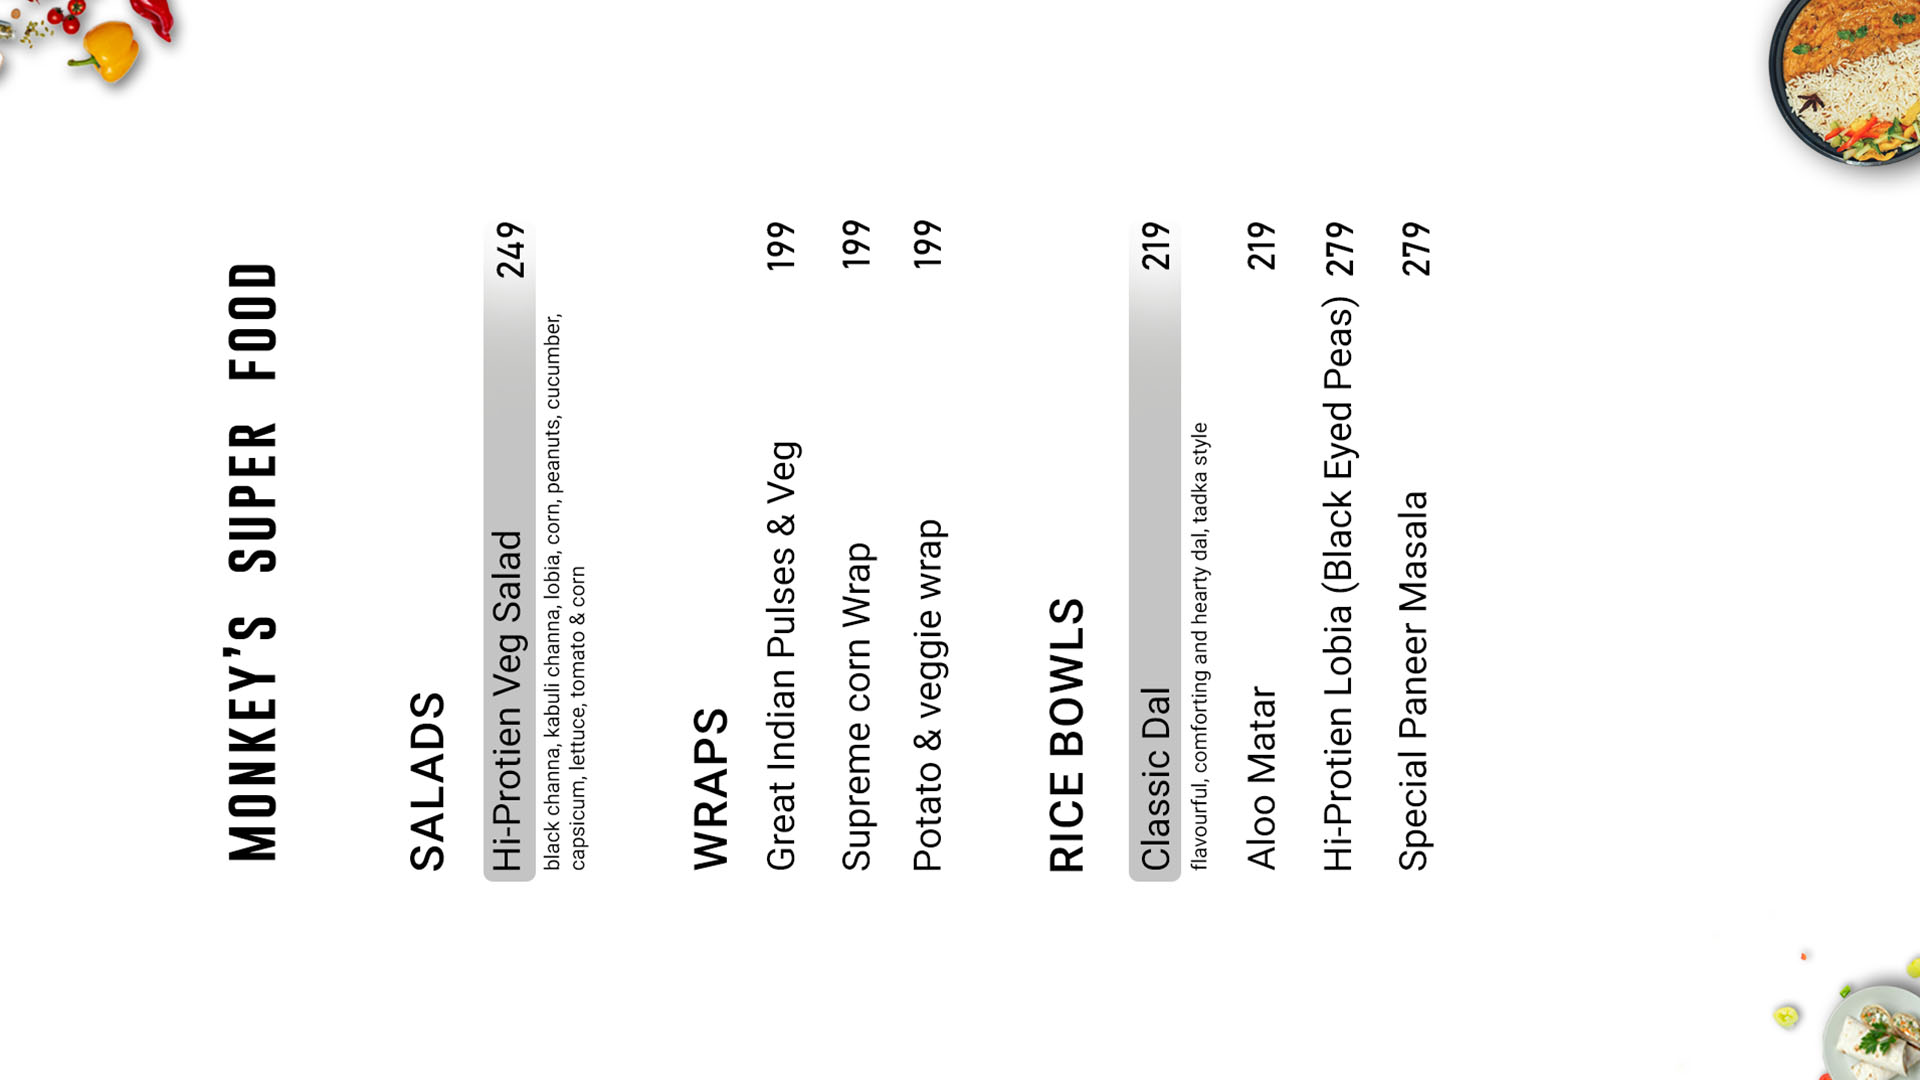 MONKEY'S SUPER FOOD
SALADS
Hi-Protien Veg Salad 249
black channa, kabuli channa, lobia, corn, peanuts, cucumber,
capsicum, lettuce, tomato & corn
WRAPS
Great Indian Pulses & Veg 199
Supreme corn Wrap 199
Potato & veggie wrap 199
RICE BOWLS
Classic Dal 219
flavourful, comforting and hearty dal, tadka style
Aloo Matar 219
Hi-Protien Lobia (Black Eyed Peas) 279
Special Paneer Masala 279